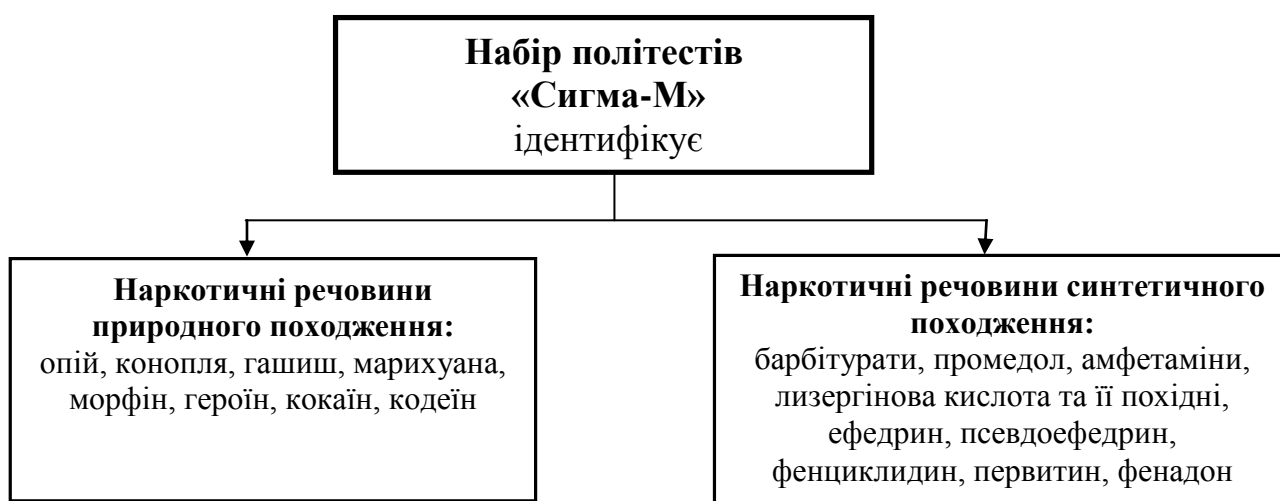 Набір політестів
«Сигма-М»
ідентифікує
Наркотичні речовини
природного походження:
опій, конопля, гашиш, марихуана,
морфін, героїн, кокаїн, кодеїн
Наркотичні речовини синтетичного
походження:
барбітурати, промедол, амфетаміни,
лизергінова кислота та її похідні,
ефедрин, псевдоефедрин,
фенциклидин, первитин, фенадон